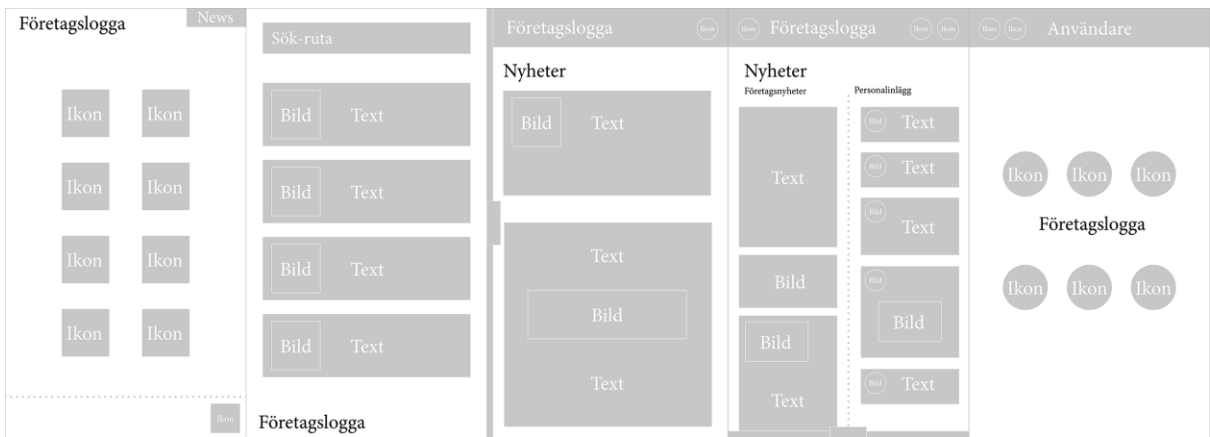 Företagslogga
News
Ikon Ikon
Ikon Ikon
Ikon Ikon
Ikon Ikon
Ikon
Sök-ruta
Bild Text
Bild Text
Bild Text
Bild Text
Företagslogga
Företagslogga Ikon
Nyheter
Bild Text
Text
Bild
Text
Ikon Företagslogga Ikon Ikon
Nyheter
Företagsnyheter
Text
Bild
Bild
Text
Personalinlägg
Bild Text
Bild Text
Bild
Text
Bild
Bild
Bild Text
Ikon Ikon Användare
Ikon Ikon Ikon
Företagslogga
Ikon Ikon Ikon